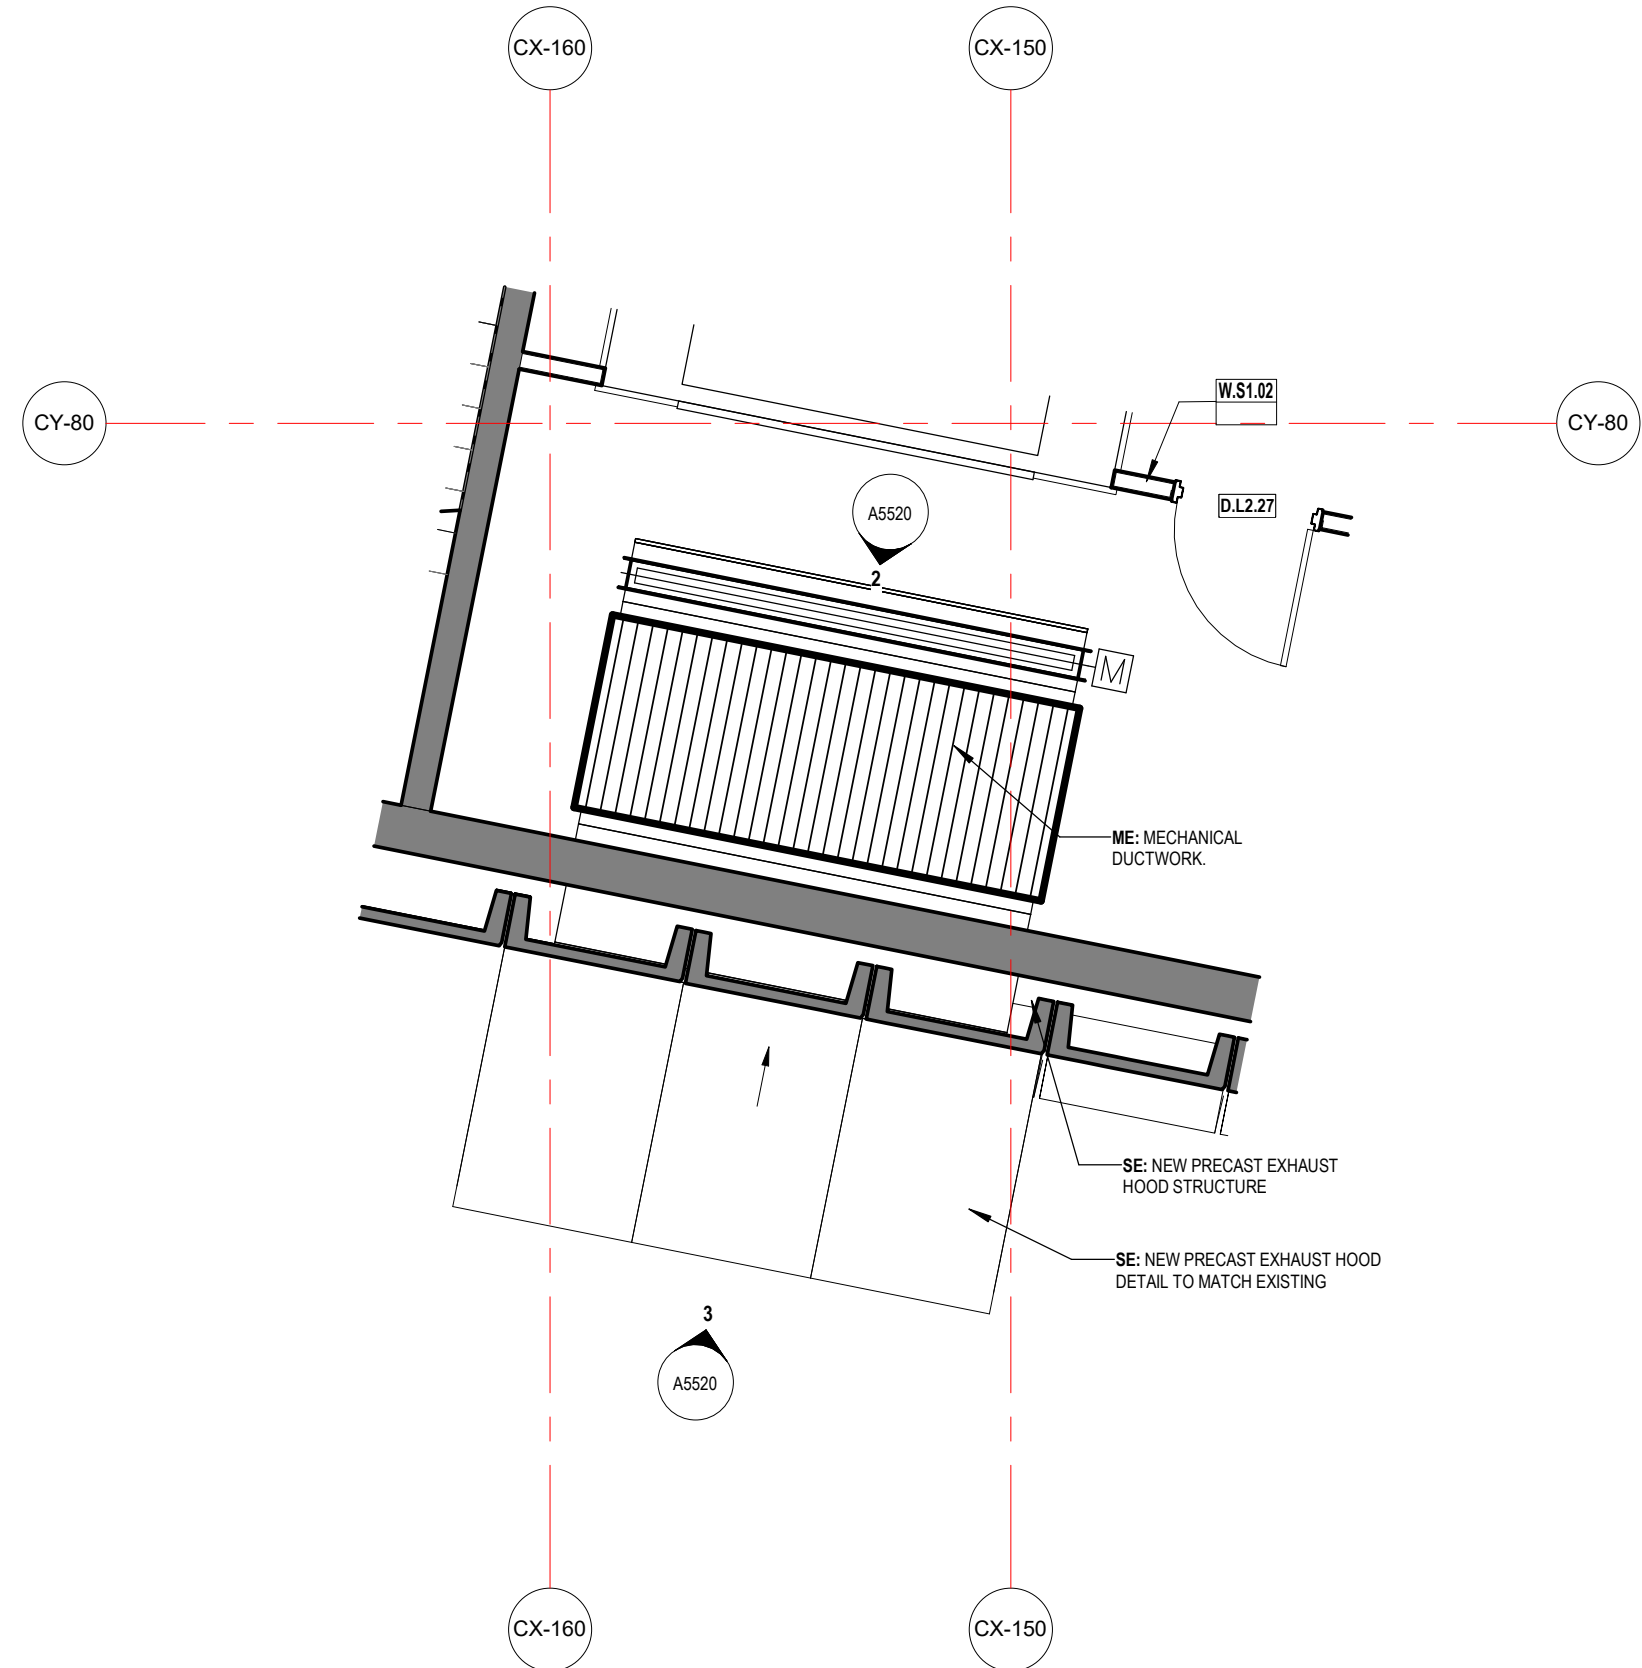 CX-160
CX-150
W.S1.02
CY-80
CY-80
D.L2.27
A5520
2
M
ME: MECHANICAL
DUCTWORK.
SE: NEW PRECAST EXHAUST
HOOD STRUCTURE
SE: NEW PRECAST EXHAUST HOOD
DETAIL TO MATCH EXISTING
3
A5520
CX-160
CX-150